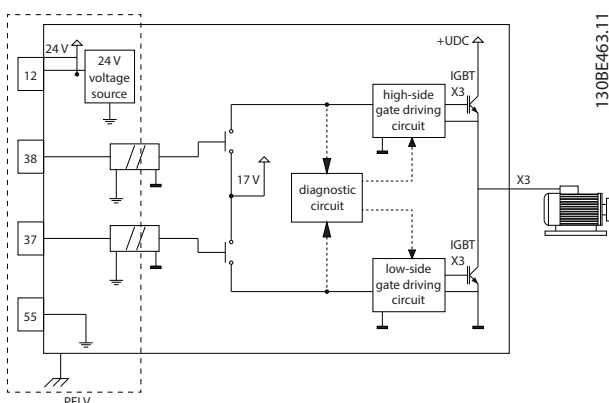 130BE463.11
+UDC
24 V
12
24 V
voltage
source
IGBT
X3
high-side
gate driving
circuit
38
17 V
diagnostic
circuit
X3
37
IGBT
X3
low-side
gate driving
circuit
55
PELV